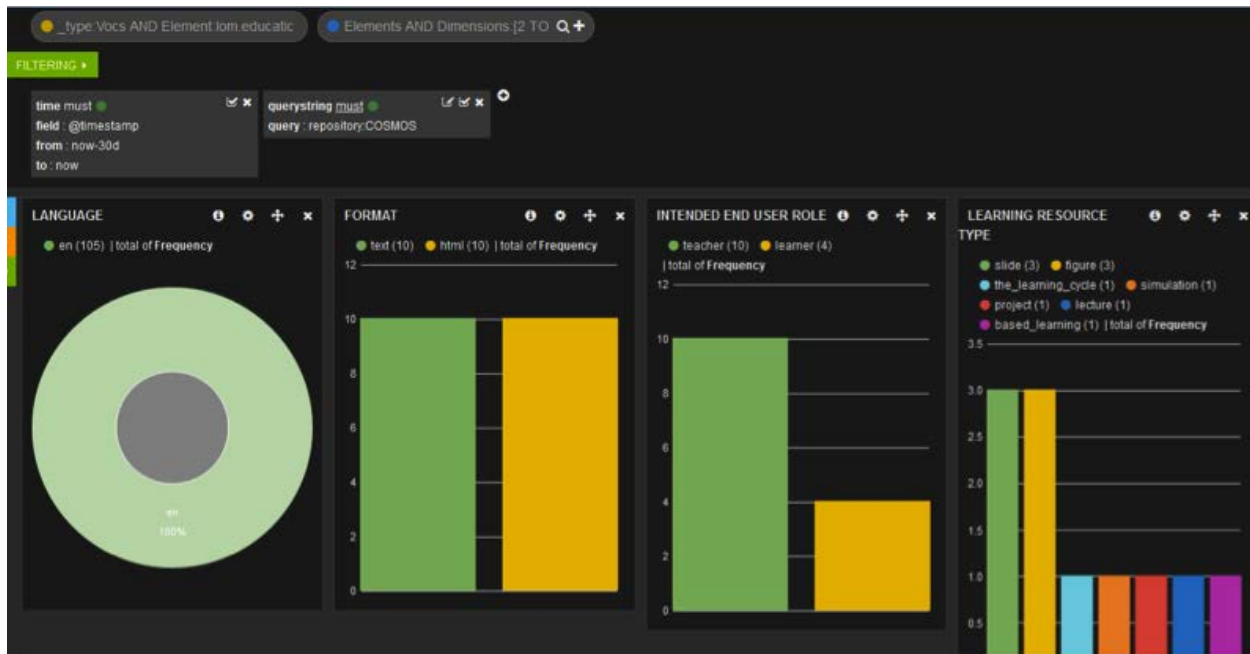 _type:Vocs AND Element:lom.educatic
Elements AND Dimensions:[2 TO
FILTERING
time must
field : @timestamp
from : now-30d
to : now
querystring must
query : repository:COSMOS
LANGUAGE
en (105) | total of Frequency
en
100%
FORMAT
text (10) html (10) | total of Frequency
12
10
8
6
4
2
0
INTENDED END USER ROLE
teacher (10) learner (4)
| total of Frequency
12
10
8
6
4
2
0
LEARNING RESOURCE
TYPE
slide (3) figure (3)
the_learning_cycle (1) simulation (1)
project (1) lecture (1)
based_learning (1) | total of Frequency
3.5
3.0
2.5
2.0
1.5
1.0
0.5